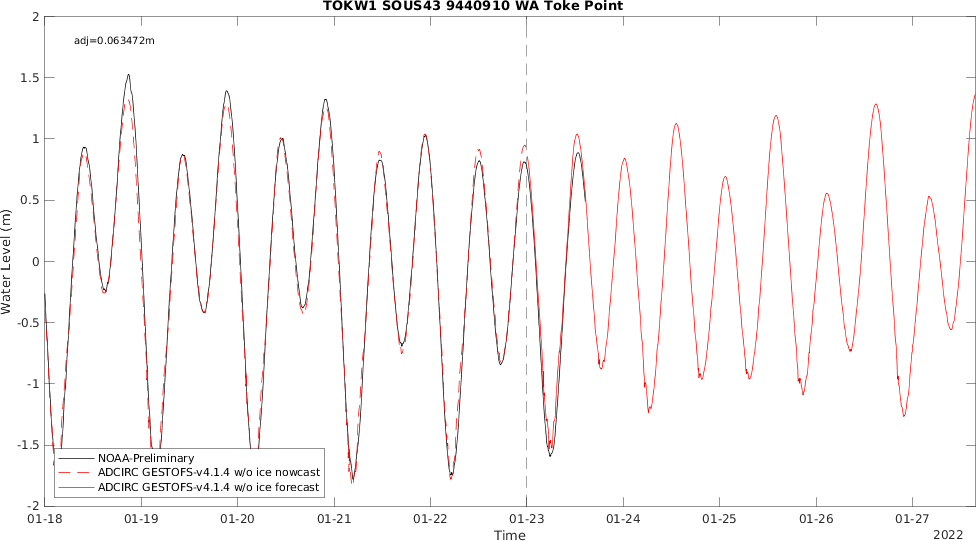 TOKW1 SOUS43 9440910 WA Toke Point
adj=0.063472m
2
1.5
1
0.5
0
-0.5
-1
-1.5
-2
Water Level (m)
NOAA-Preliminary
ADCIRC GESTOFS-v4.1.4 w/o ice nowcast
ADCIRC GESTOFS-v4.1.4 w/o ice forecast
01-18 01-19 01-20 01-21 01-22 01-23 01-24 01-25 01-26 01-27
Time
2022